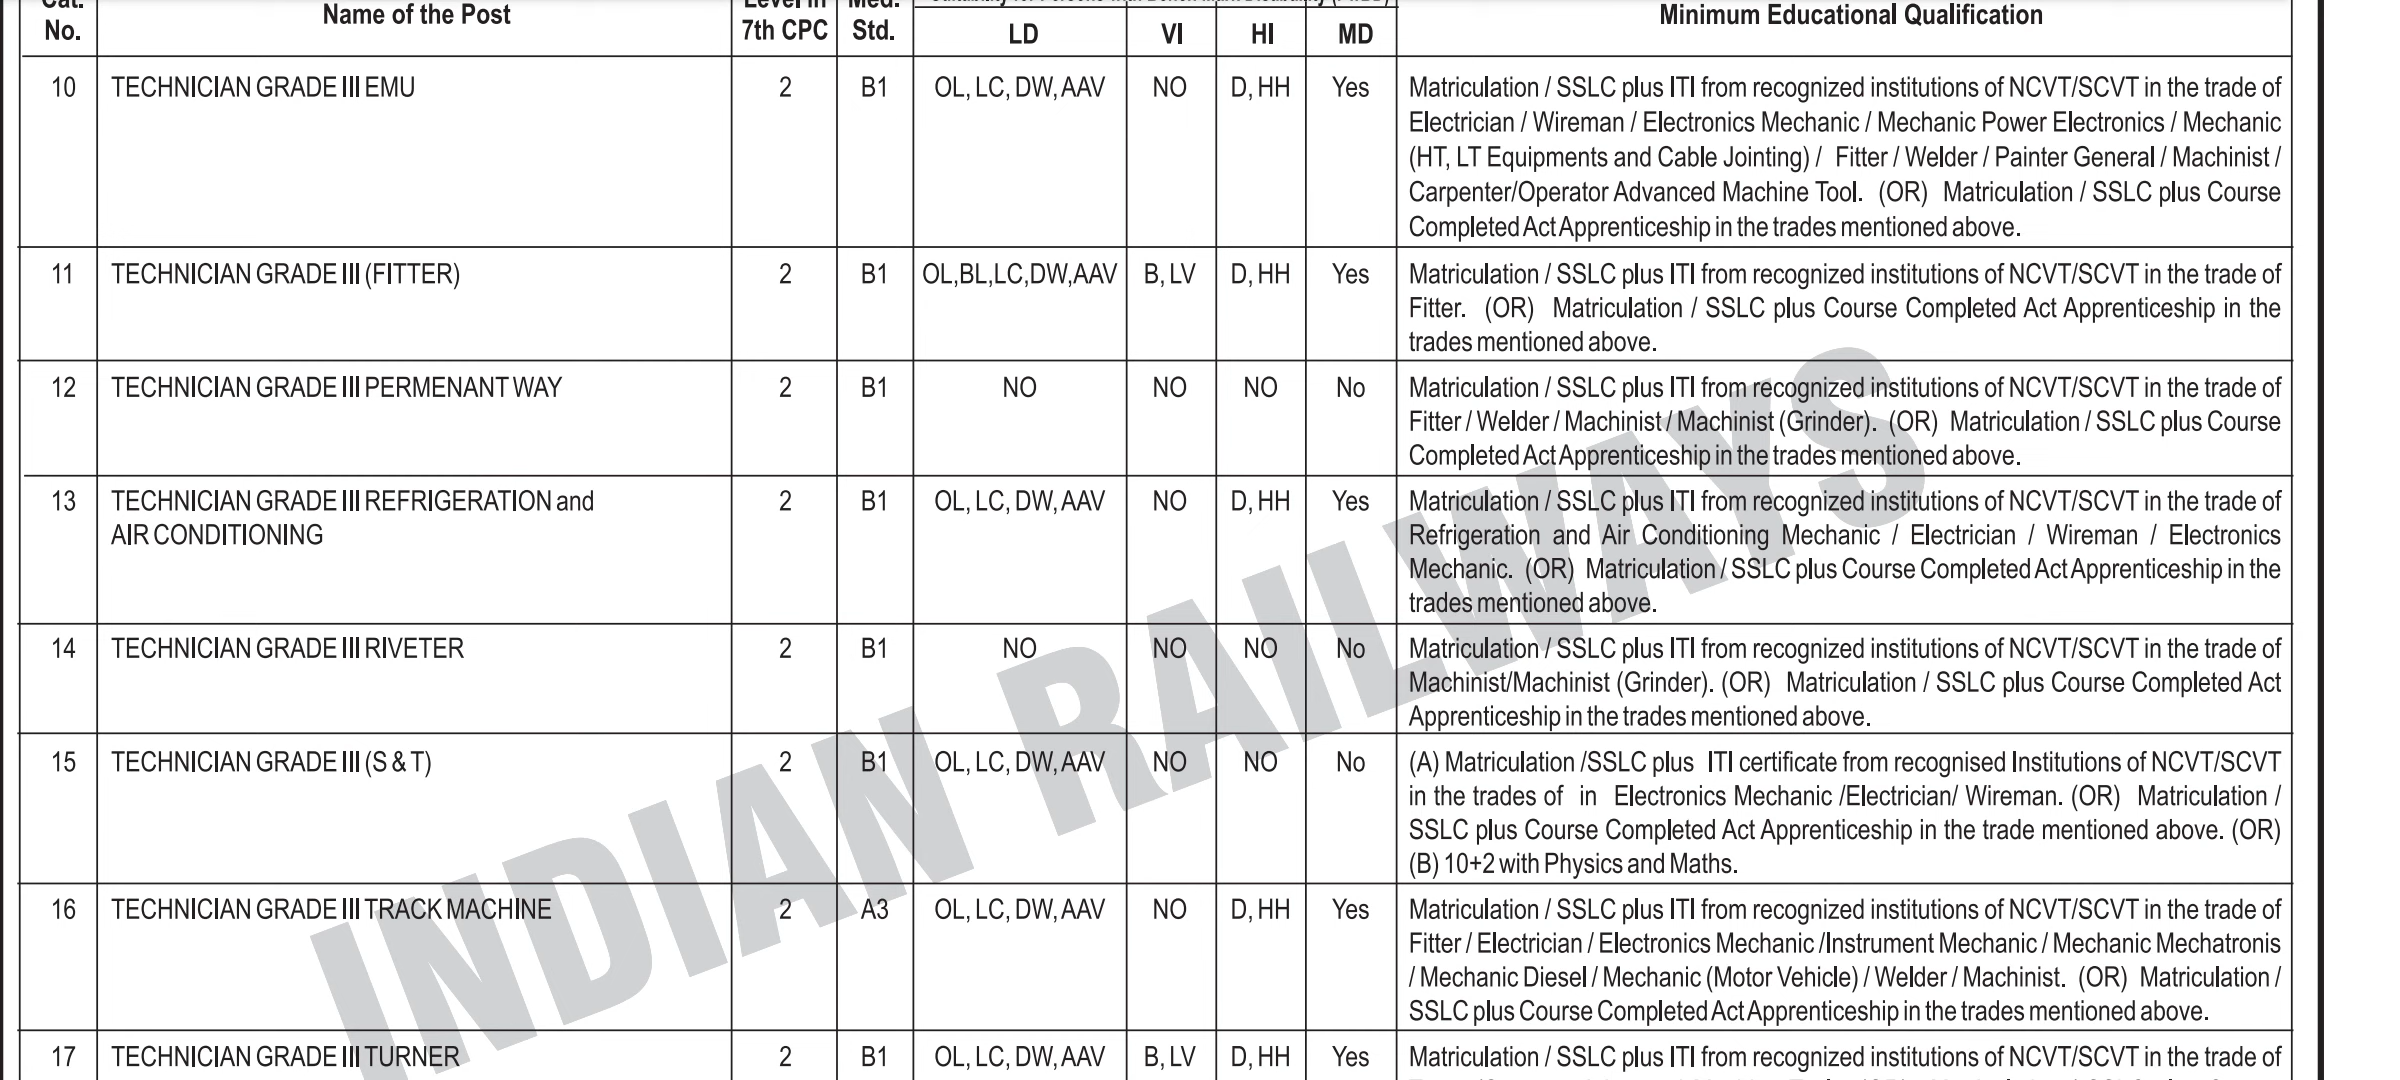 Cat. Name of the Post Level in Med. Minimum Educational Qualification
No. 7th CPC Std. LD VI HI MD
10 TECHNICIAN GRADE III EMU 2 B1 OL, LC, DW, AAV NO D, HH Yes Matriculation / SSLC plus ITI from recognized institutions of NCVT/SCVT in the trade of
Electrician / Wireman / Electronics Mechanic / Mechanic Power Electronics / Mechanic
(HT, LT Equipments and Cable Jointing) / Fitter / Welder / Painter General / Machinist /
Carpenter/Operator Advanced Machine Tool. (OR) Matriculation / SSLC plus Course
Completed Act Apprenticeship in the trades mentioned above.
11 TECHNICIAN GRADE III (FITTER) 2 B1 OL,BL,LC,DW,AAV B, LV D, HH Yes Matriculation / SSLC plus ITI from recognized institutions of NCVT/SCVT in the trade of
Fitter. (OR) Matriculation / SSLC plus Course Completed Act Apprenticeship in the
trades mentioned above.
12 TECHNICIAN GRADE III PERMENANT WAY 2 B1 NO NO NO No Matriculation / SSLC plus ITI from recognized institutions of NCVT/SCVT in the trade of
Fitter / Welder / Machinist / Machinist (Grinder). (OR) Matriculation / SSLC plus Course
Completed Act Apprenticeship in the trades mentioned above.
13 TECHNICIAN GRADE III REFRIGERATION and 2 B1 OL, LC, DW, AAV NO D, HH Yes Matriculation / SSLC plus ITI from recognized institutions of NCVT/SCVT in the trade of
AIR CONDITIONING Refrigeration and Air Conditioning Mechanic / Electrician / Wireman / Electronics
Mechanic. (OR) Matriculation / SSLC plus Course Completed Act Apprenticeship in the
trades mentioned above.
14 TECHNICIAN GRADE III RIVETER 2 B1 NO NO NO No Matriculation / SSLC plus ITI from recognized institutions of NCVT/SCVT in the trade of
Machinist/Machinist (Grinder). (OR) Matriculation / SSLC plus Course Completed Act
Apprenticeship in the trades mentioned above.
15 TECHNICIAN GRADE III (S & T) 2 B1 OL, LC, DW, AAV NO NO No (A) Matriculation /SSLC plus ITI certificate from recognised Institutions of NCVT/SCVT
in the trades of in Electronics Mechanic /Electrician/ Wireman. (OR) Matriculation /
SSLC plus Course Completed Act Apprenticeship in the trade mentioned above. (OR)
(B) 10+2 with Physics and Maths.
16 TECHNICIAN GRADE III TRACK MACHINE 2 A3 OL, LC, DW, AAV NO D, HH Yes Matriculation / SSLC plus ITI from recognized institutions of NCVT/SCVT in the trade of
Fitter / Electrician / Electronics Mechanic /Instrument Mechanic / Mechanic Mechatronis
/ Mechanic Diesel / Mechanic (Motor Vehicle) / Welder / Machinist. (OR) Matriculation /
SSLC plus Course Completed Act Apprenticeship in the trades mentioned above.
17 TECHNICIAN GRADE III TURNER 2 B1 OL, LC, DW, AAV B, LV D, HH Yes Matriculation / SSLC plus ITI from recognized institutions of NCVT/SCVT in the trade of
INDIAN RAILWAYS